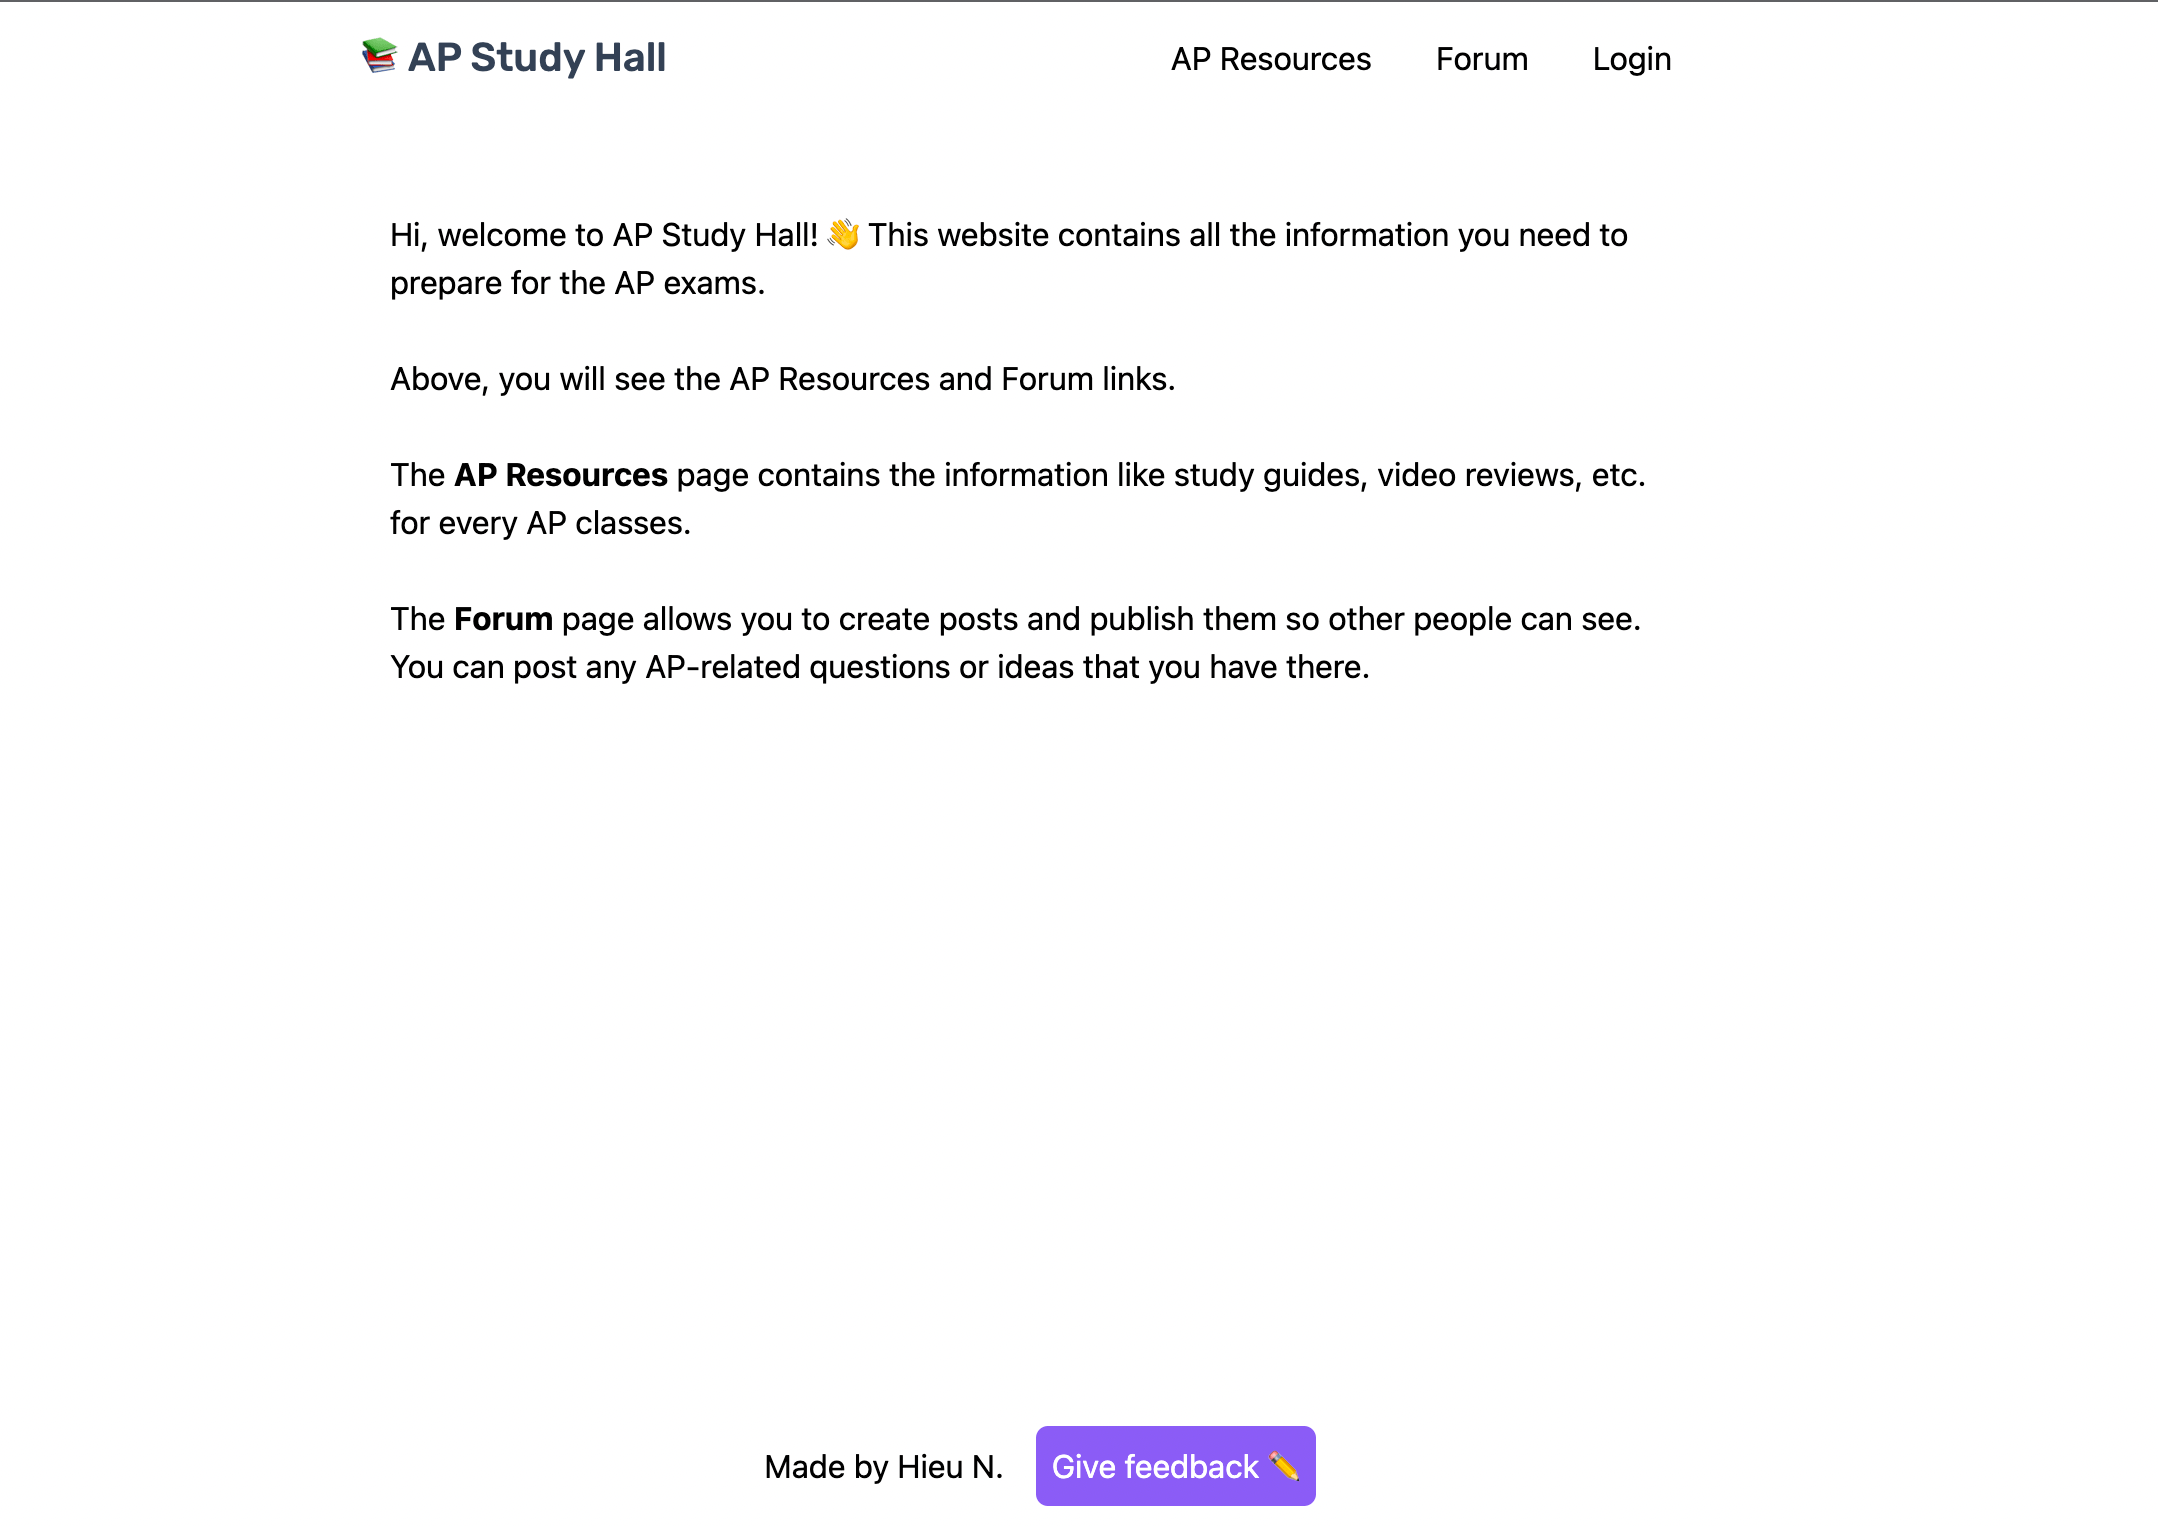 📚 AP Study Hall
AP Resources
Forum
Login
Hi, welcome to AP Study Hall! 👋 This website contains all the information you need to
prepare for the AP exams.
Above, you will see the AP Resources and Forum links.
The AP Resources page contains the information like study guides, video reviews, etc.
for every AP classes.
The Forum page allows you to create posts and publish them so other people can see.
You can post any AP-related questions or ideas that you have there.
Made by Hieu N.
Give feedback ✏️